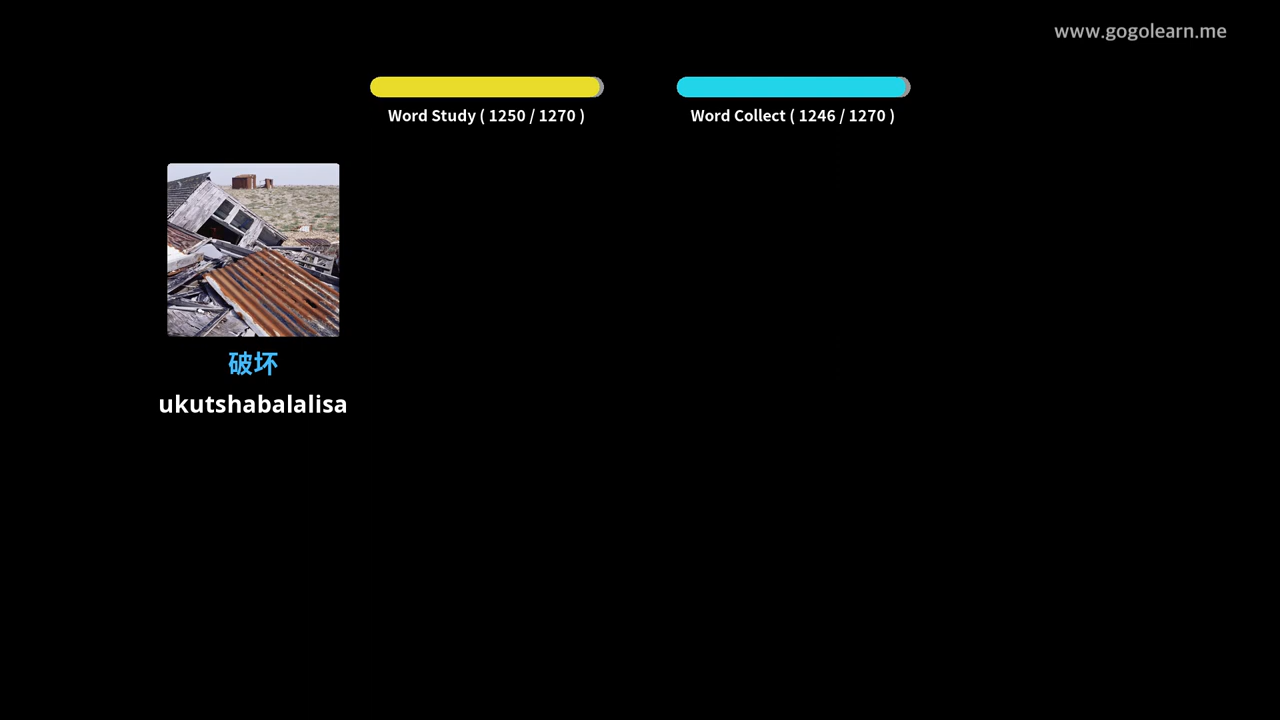 www.gogolearn.me
Word Study ( 1250 / 1270 )
Word Collect ( 1246 / 1270 )
破坏
ukutshabalalisa